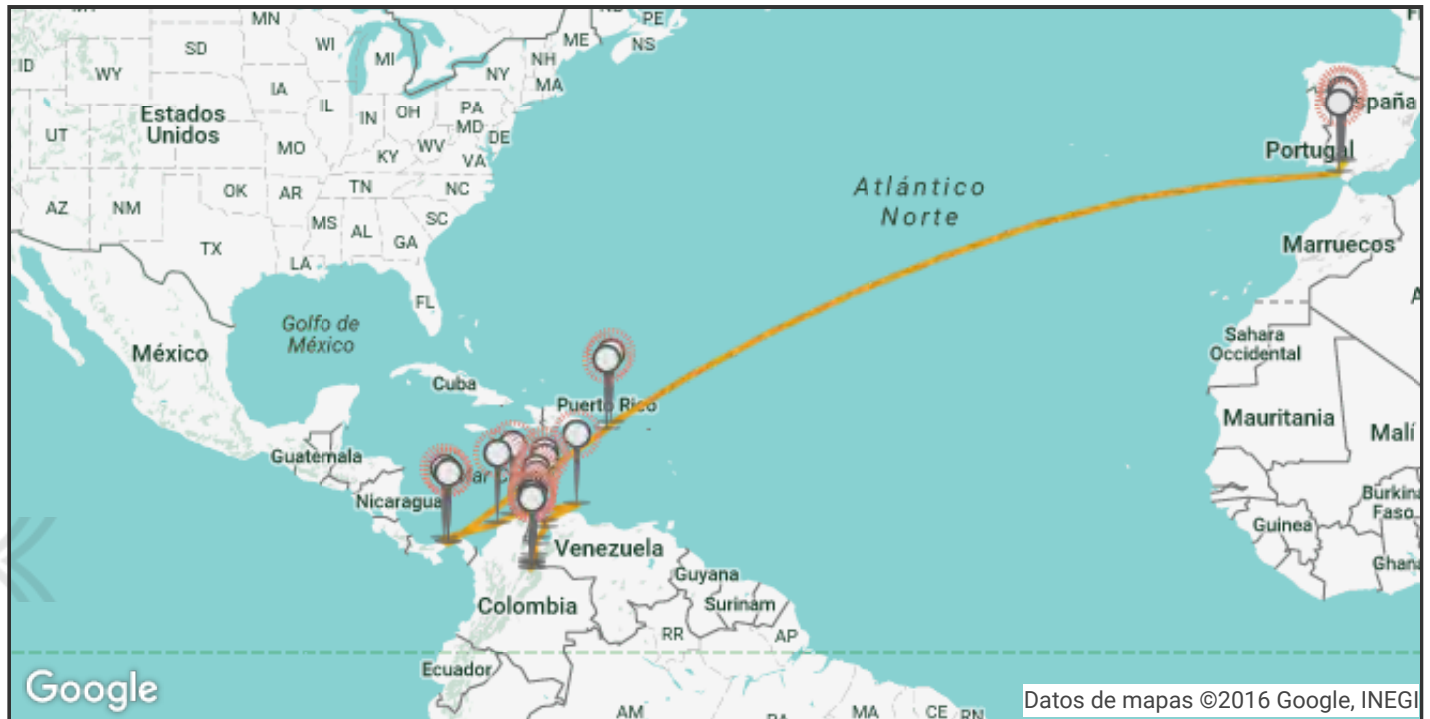 MN
PE
ME
NS
ID
SD
WI
MI
NH
WY
NY
MA
España
IA
Estados
Unidos
IL
IN
OH
PA
MD
DE
UT
MO
WV
KY
VA
Portugal
OK
AR
TN
NC
Atlántico
Norte
AZ
NM
MS
AL
SC
GA
TX
LA
Marruecos
FL
Golfo de
México
México
Sahara
Occidental
Cuba
Puerto Rico
Mauritania
Malí
Guatemala
Mar C
Nicaragua
Burkina
Faso
Guinea
Venezuela
Ghana
Guyana
Colombia
Surinam
RR
AP
Ecuador
Google
Datos de mapas ©2016 Google, INEGI
AM
PA
MA
CE
RN